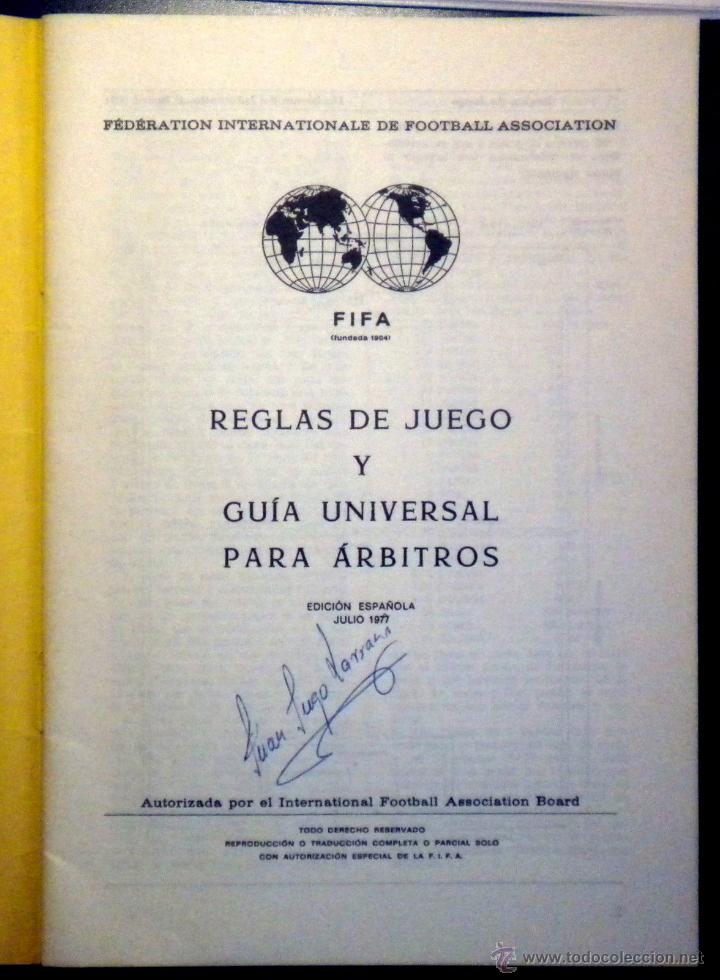 FÉDÉRATION INTERNATIONALE DE FOOTBALL ASSOCIATION
FIFA
(fundada 1904)
REGLAS DE JUEGO
Y
GUÍA UNIVERSAL
PARA ÁRBITROS
EDICIÓN ESPAÑOLA
JULIO 1977
Juan Lugo
Autorizada por el International Football Association Board
TODO DERECHO RESERVADO
REPRODUCCIÓN O TRADUCCIÓN COMPLETA O PARCIAL SOLO
CON AUTORIZACIÓN ESPECIAL DE LA F.I.F.A.
www.todocoleccion.net